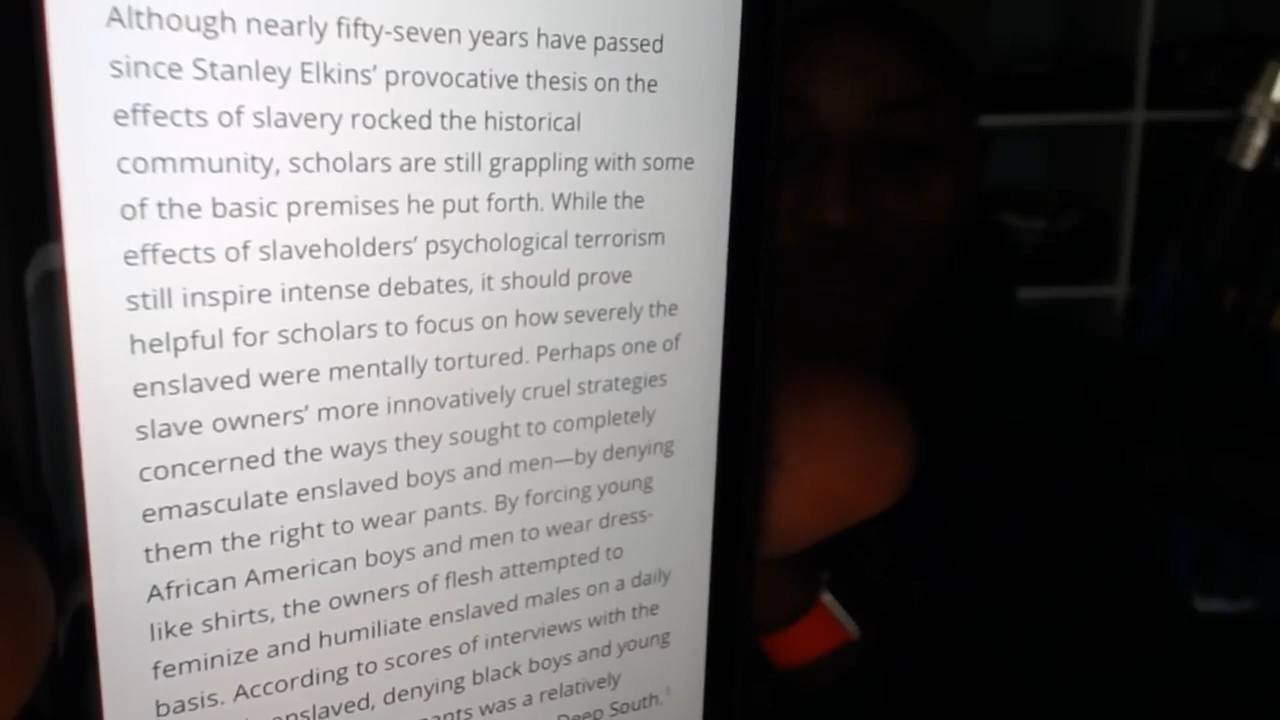 Although nearly fifty-seven years have passed
since Stanley Elkins’ provocative thesis on the
effects of slavery rocked the historical
community, scholars are still grappling with some
of the basic premises he put forth. While the
effects of slaveholders’ psychological terrorism
still inspire intense debates, it should prove
helpful for scholars to focus on how severely the
enslaved were mentally tortured. Perhaps one of
slave owners’ more innovatively cruel strategies
concerned the ways they sought to completely
emasculate enslaved boys and men—by denying
them the right to wear pants. By forcing young
African American boys and men to wear dress-
like shirts, the owners of flesh attempted to
feminize and humiliate enslaved males on a daily
basis. According to scores of interviews with the
enslaved, denying black boys and young
pants was a relatively
Deep South.